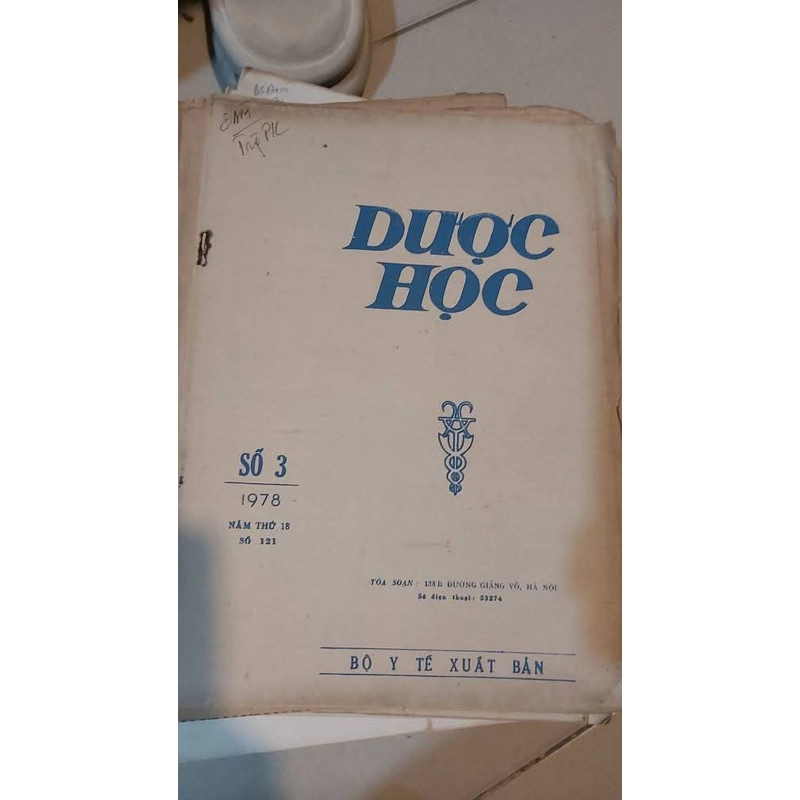 DƯỢC
HỌC
SỐ 3
1978
NĂM THỨ 18
SỐ 121
TÒA SOẠN: 138B ĐƯỜNG GIẢNG VÕ, HÀ NỘI
Số điện thoại: 53274
BỘ Y TẾ XUẤT BẢN